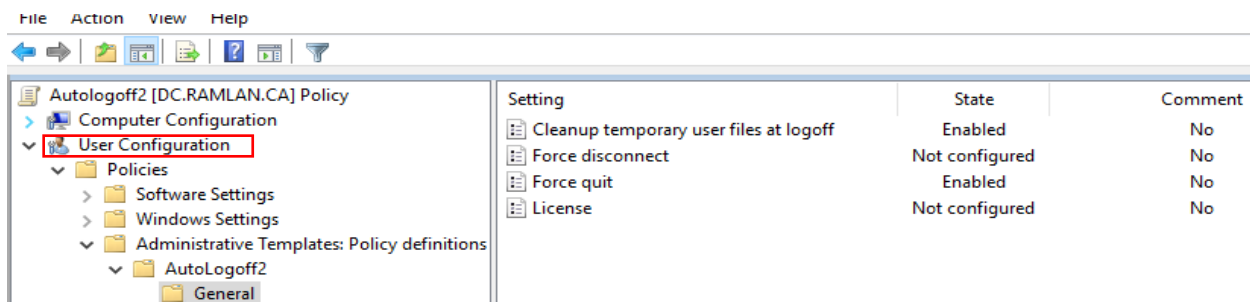 File Action View Help
Autologoff2 [DC.RAMLAN.CA] Policy
Computer Configuration
User Configuration
Policies
Software Settings
Windows Settings
Administrative Templates: Policy definitions
AutoLogoff2
General
Setting State Comment
Cleanup temporary user files at logoff Enabled No
Force disconnect Not configured No
Force quit Enabled No
License Not configured No